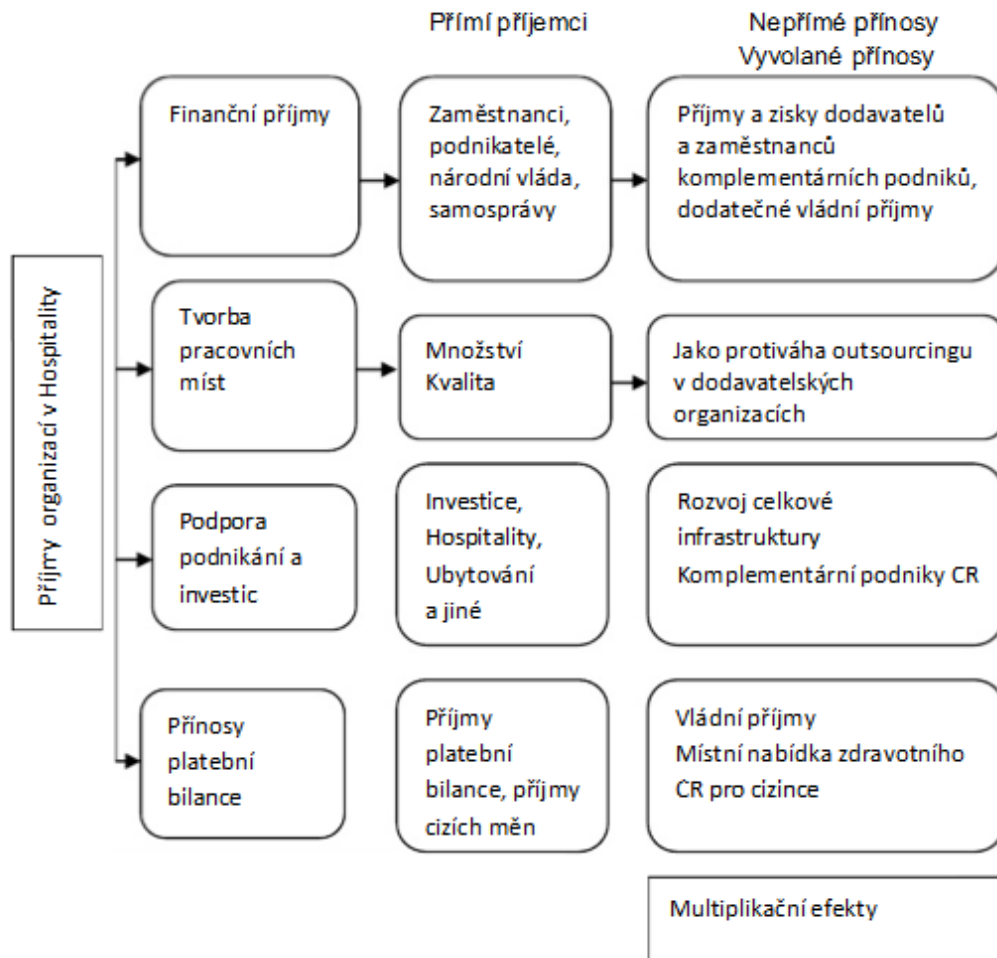 Přímí příjemci
Nepřímé přínosy
Vyvolané přínosy
Příjmy organizací v Hospitality
Finanční příjmy
Zaměstnanci,
podnikatelé,
národní vláda,
samosprávy
Příjmy a zisky dodavatelů
a zaměstnanců
komplementárních podniků,
dodatečné vládní příjmy
Tvorba
pracovních
míst
Množství
Kvalita
Jako protiváha outsourcingu
v dodavatelských
organizacích
Podpora
podnikání a
investic
Investice,
Hospitality,
Ubytování
a jiné
Rozvoj celkové
infrastruktury
Komplementární podniky CR
Přínosy
platební
bilance
Příjmy
platební
bilance, příjmy
cizích měn
Vládní příjmy
Místní nabídka zdravotního
CR pro cizince
Multiplikační efekty